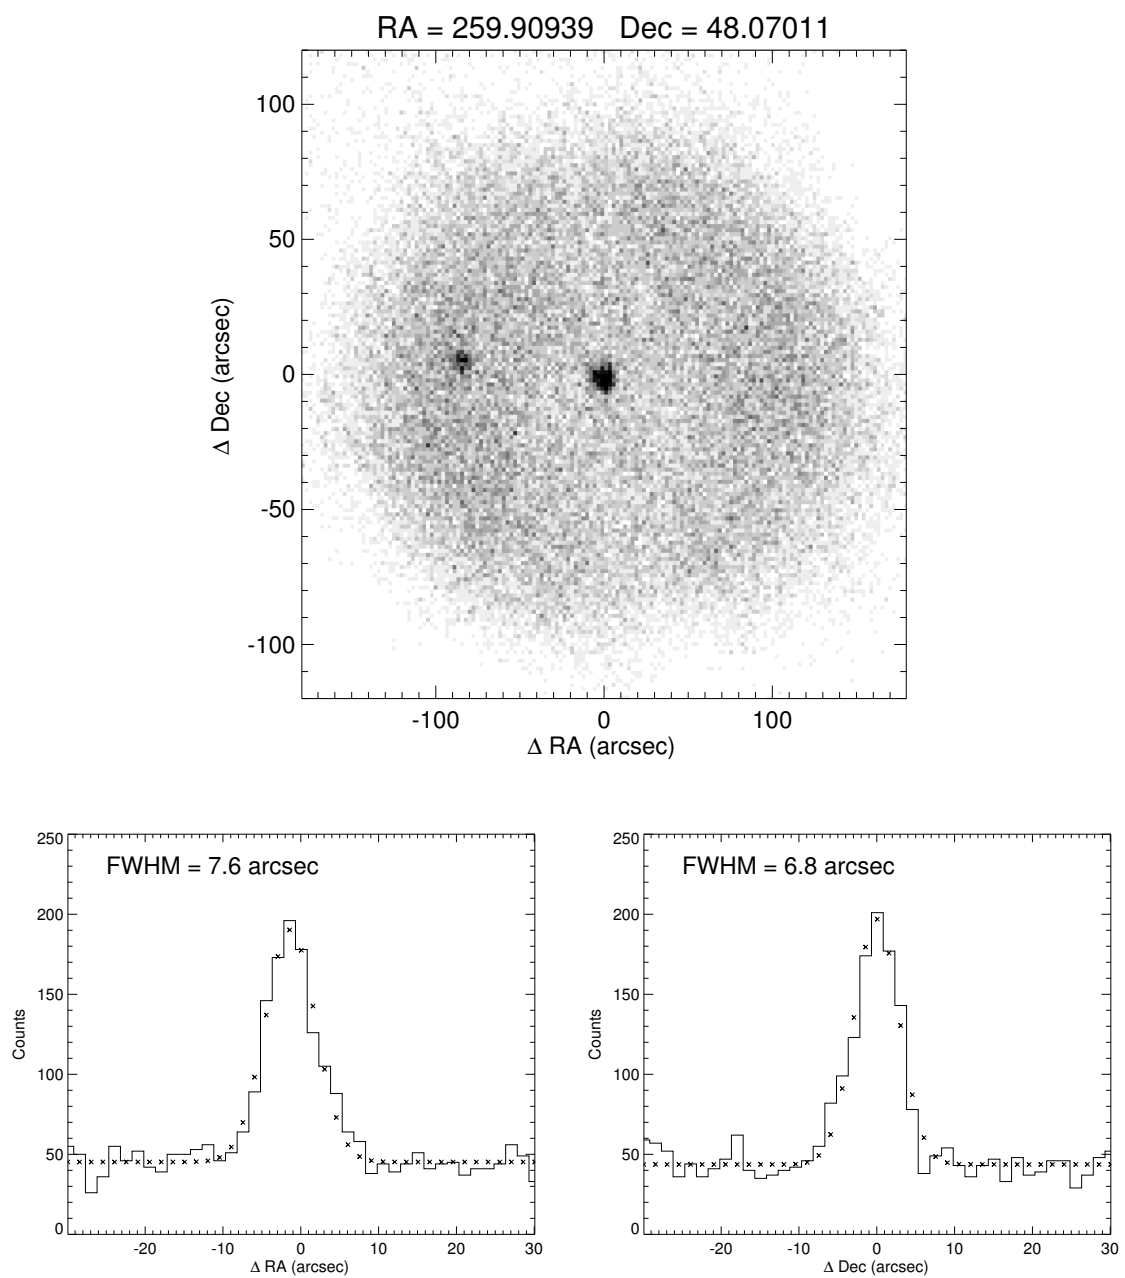 RA = 259.90939 Dec = 48.07011
100
50
0
-50
-100
Δ Dec (arcsec)
-100 0 100
Δ RA (arcsec)
FWHM = 7.6 arcsec
250
200
150
100
50
0
Counts
-20 -10 0 10 20 30
Δ RA (arcsec)
FWHM = 6.8 arcsec
250
200
150
100
50
0
Counts
-20 -10 0 10 20 30
Δ Dec (arcsec)